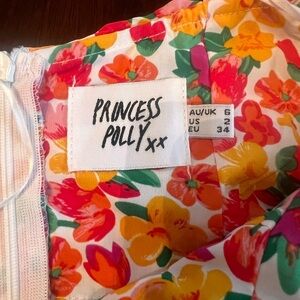 PRINCESS
POLLY xx
AU/UK 6
US 2
EU 34